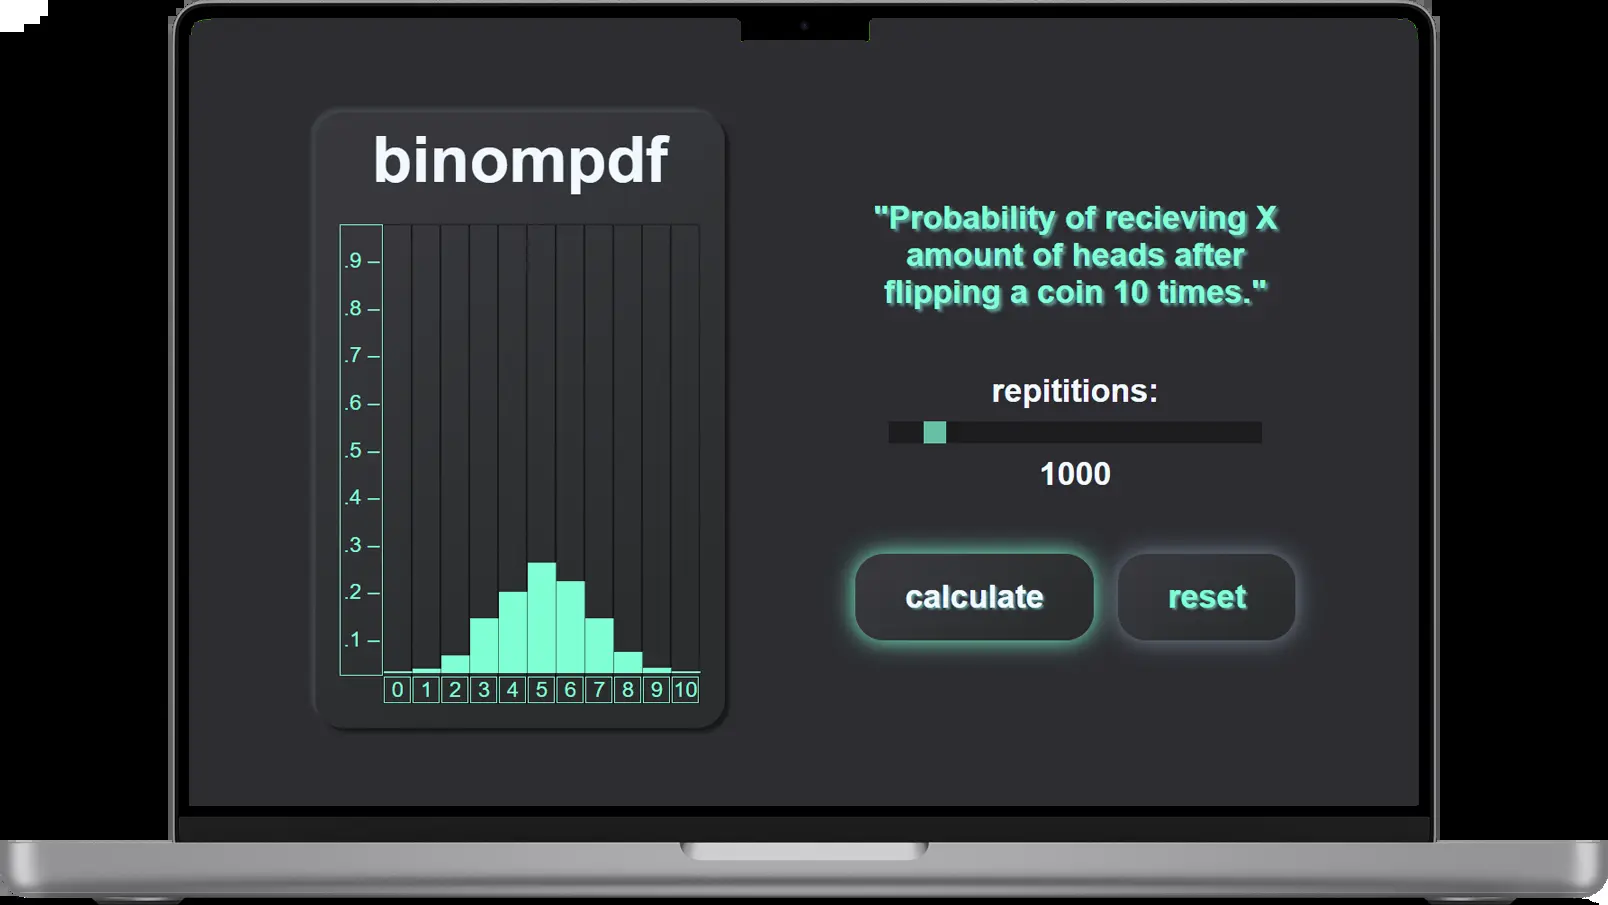 binompdf
.9
.8
.7
.6
.5
.4
.3
.2
.1
0 1 2 3 4 5 6 7 8 9 10
"Probability of recieving X
amount of heads after
flipping a coin 10 times."
repititions:
1000
calculate reset